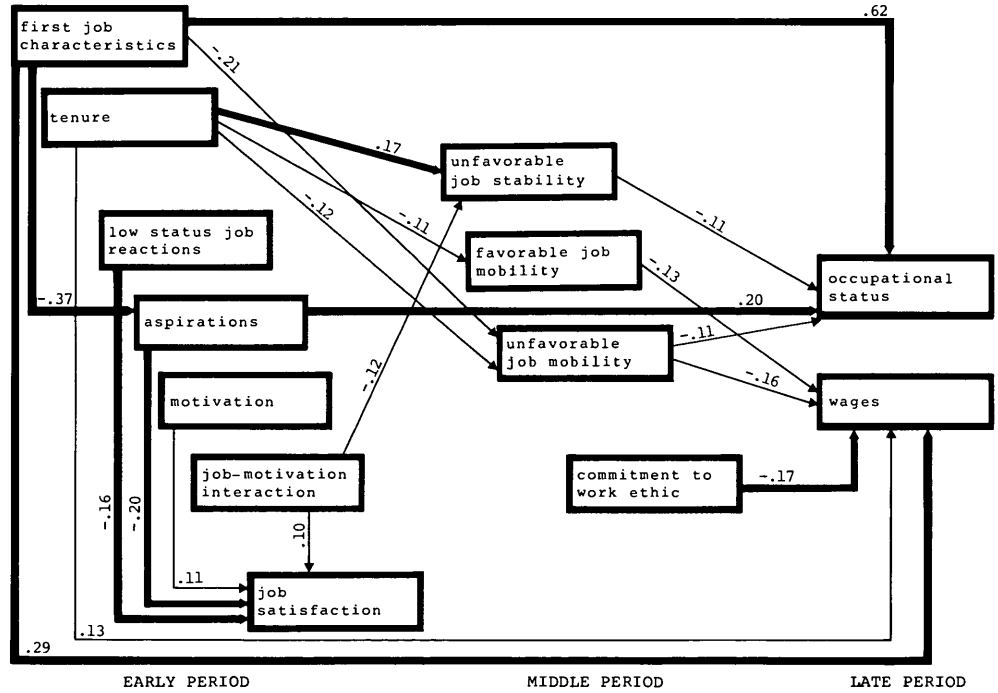 .62
first job
characteristics
-.21
tenure
.17
unfavorable
job stability
-.12
-.11
-.11
low status job
reactions
favorable job
mobility
-.13
occupational
status
-.37
.20
aspirations
unfavorable
job mobility
-.11
-.12
-.16
motivation
wages
job-motivation
interaction
commitment to
work ethic
-.17
-.16
-.20
.10
.11
job
satisfaction
.13
.29
EARLY PERIOD
MIDDLE PERIOD
LATE PERIOD